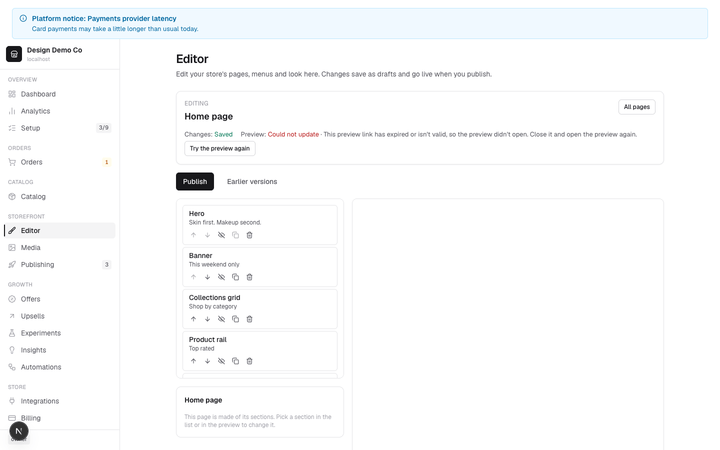 Platform notice: Payments provider latency
Card payments may take a little longer than usual today.
Design Demo Co
localhost
OVERVIEW
Dashboard
Analytics
Setup 3/9
ORDERS
Orders 1
CATALOG
Catalog
STOREFRONT
Editor
Media
Publishing 3
GROWTH
Offers
Upsells
Experiments
Insights
Automations
STORE
Integrations
Billing
N
Editor
Edit your store's pages, menus and look here. Changes save as drafts and go live when you publish.
EDITING
Home page
All pages
Changes: Saved Preview: Could not update · This preview link has expired or isn't valid, so the preview didn't open. Close it and open the preview again.
Try the preview again
Publish Earlier versions
Hero
Skin first. Makeup second.
Banner
This weekend only
Collections grid
Shop by category
Product rail
Top rated
Home page
This page is made of its sections. Pick a section in the
list or in the preview to change it.